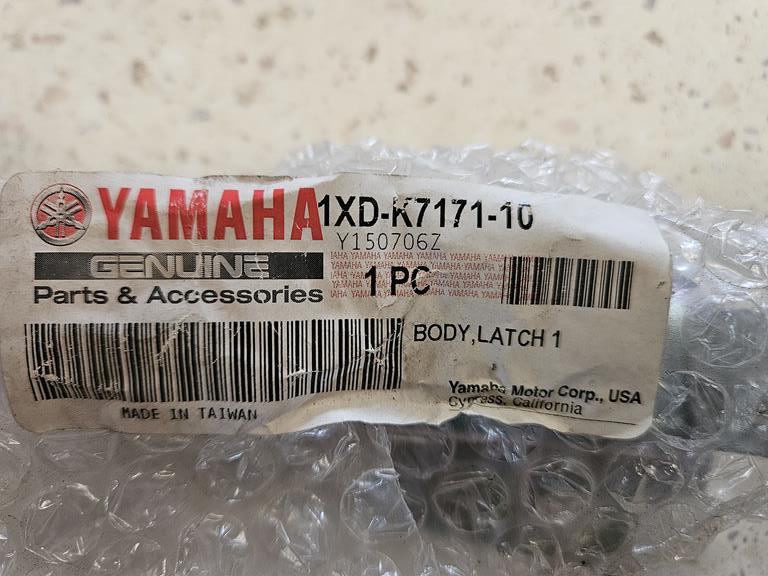 YAMAHA 1XD-K7171-10
Y150706Z
GENUINE
Parts & Accessories
1 PC
BODY,LATCH 1
Yamaha Motor Corp., USA
Cypress, California
MADE IN TAIWAN